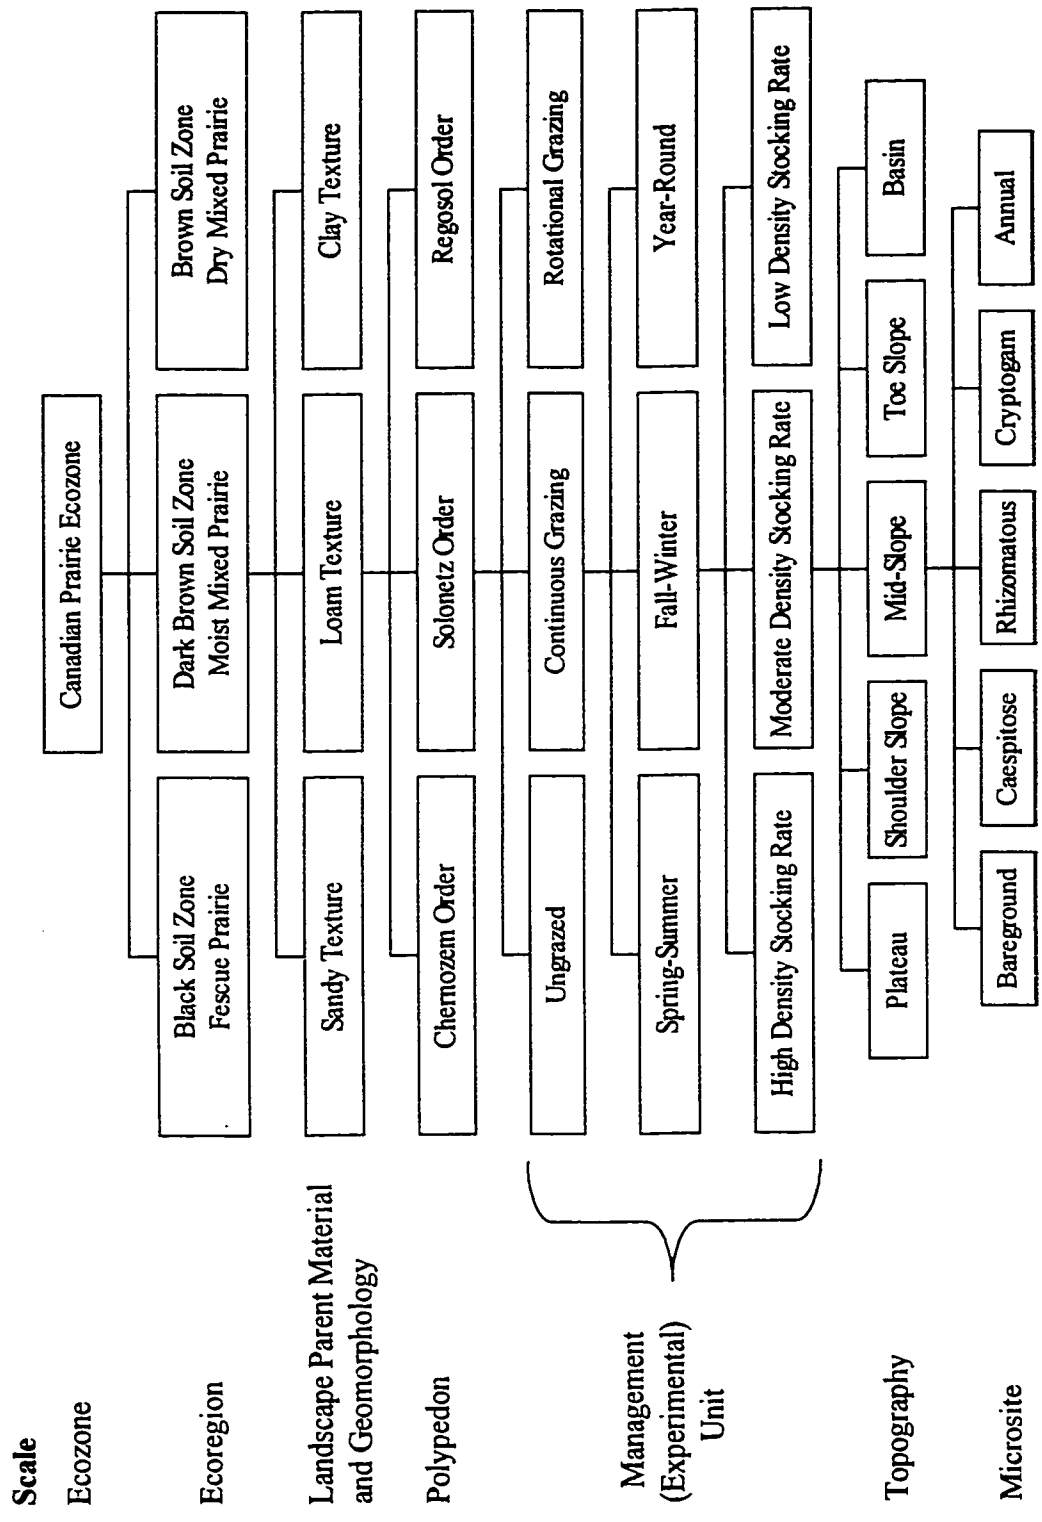 Scale
Ecozone
Canadian Prairie Ecozone
Ecoregion
Black Soil Zone
Fescue Prairie
Dark Brown Soil Zone
Moist Mixed Prairie
Brown Soil Zone
Dry Mixed Prairie
Landscape Parent Material
and Geomorphology
Sandy Texture
Loam Texture
Clay Texture
Polypedon
Chernozem Order
Solonetz Order
Regosol Order
Management
(Experimental)
Unit
Ungrazed
Continuous Grazing
Rotational Grazing
Spring-Summer
Fall-Winter
Year-Round
High Density Stocking Rate
Moderate Density Stocking Rate
Low Density Stocking Rate
Topography
Plateau
Shoulder Slope
Mid-Slope
Toe Slope
Basin
Microsite
Bareground
Caespitose
Rhizomatous
Cryptogam
Annual